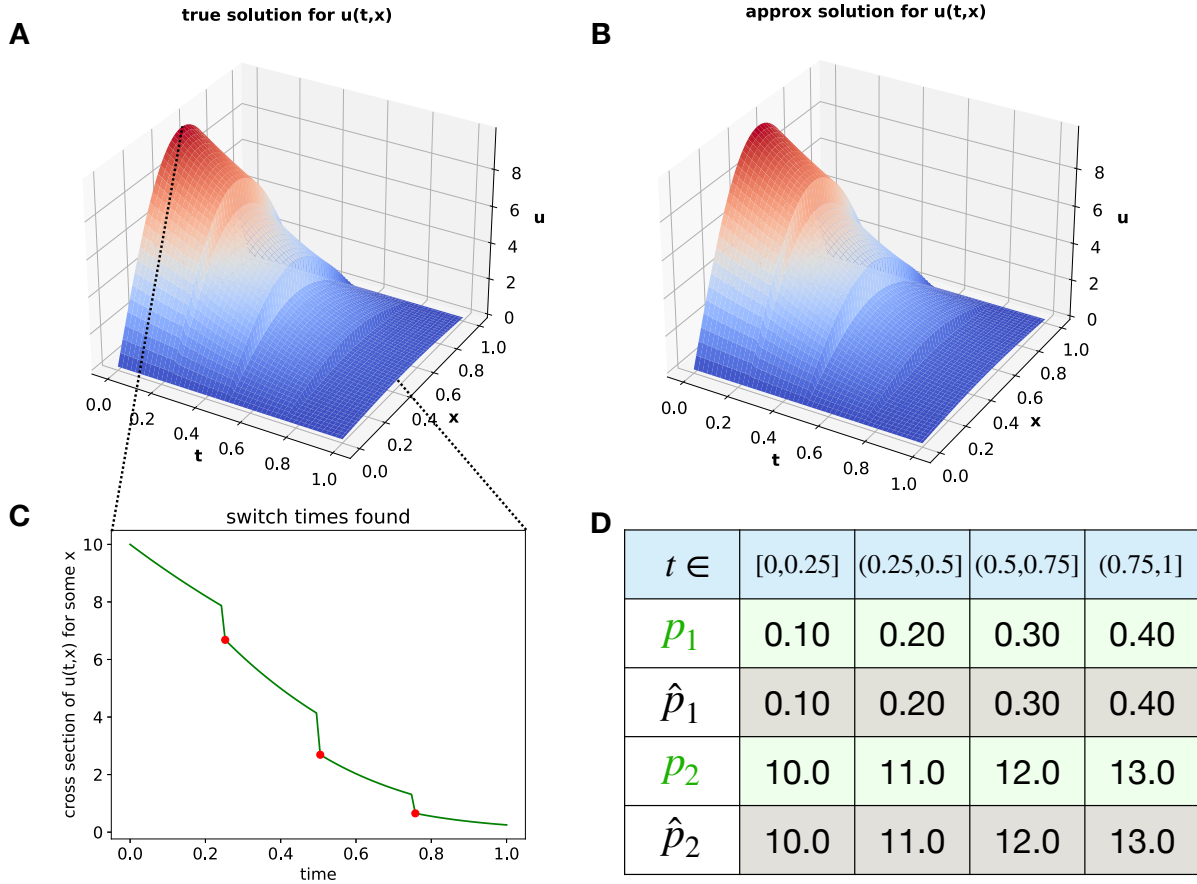 true solution for u(t,x)
A
8
6
4
2
0
u
0.0
0.2
0.4
0.6
0.8
1.0
t
0.0
0.2
0.4
0.6
0.8
1.0
x
approx solution for u(t,x)
B
8
6
4
2
0
u
0.0
0.2
0.4
0.6
0.8
1.0
t
0.0
0.2
0.4
0.6
0.8
1.0
x
C
switch times found
cross section of u(t,x) for some x
10
8
6
4
2
0
0.0 0.2 0.4 0.6 0.8 1.0
time
D
t ∈ [0,0.25] (0.25,0.5] (0.5,0.75] (0.75,1]
p₁ 0.10 0.20 0.30 0.40
p̂₁ 0.10 0.20 0.30 0.40
p₂ 10.0 11.0 12.0 13.0
p̂₂ 10.0 11.0 12.0 13.0